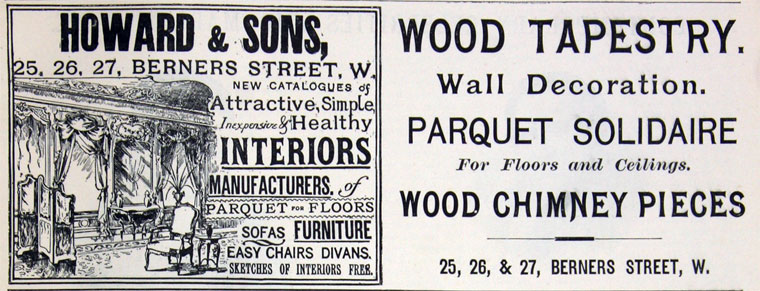 HOWARD & SONS,
25, 26, 27, BERNERS STREET, W.
NEW CATALOGUES of
Attractive, Simple,
Inexpensive & Healthy
INTERIORS
MANUFACTURERS. of
PARQUET FOR FLOORS
SOFAS FURNITURE
EASY CHAIRS DIVANS.
SKETCHES OF INTERIORS FREE.
WOOD TAPESTRY.
Wall Decoration.
PARQUET SOLIDAIRE
For Floors and Ceilings.
WOOD CHIMNEY PIECES
25, 26, & 27, BERNERS STREET, W.